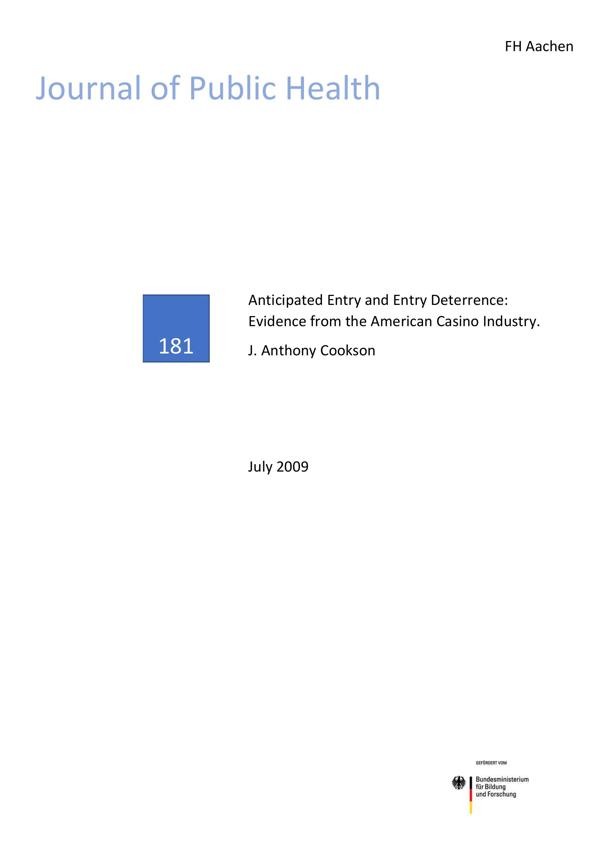 FH Aachen
Journal of Public Health
Anticipated Entry and Entry Deterrence:
Evidence from the American Casino Industry.
181
J. Anthony Cookson
July 2009
GEFÖRDERT VOM
Bundesministerium
für Bildung
und Forschung